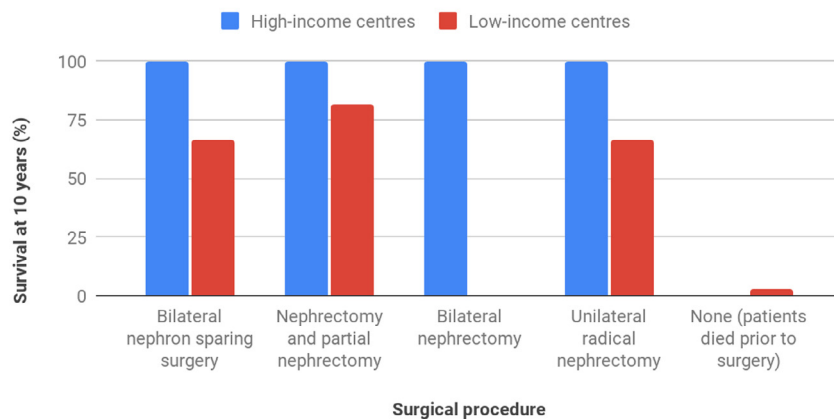 High-income centres
Low-income centres
Survival at 10 years (%)
100
75
50
25
0
Bilateral
nephron sparing
surgery
Nephrectomy
and partial
nephrectomy
Bilateral
nephrectomy
Unilateral
radical
nephrectomy
None (patients
died prior to
surgery)
Surgical procedure